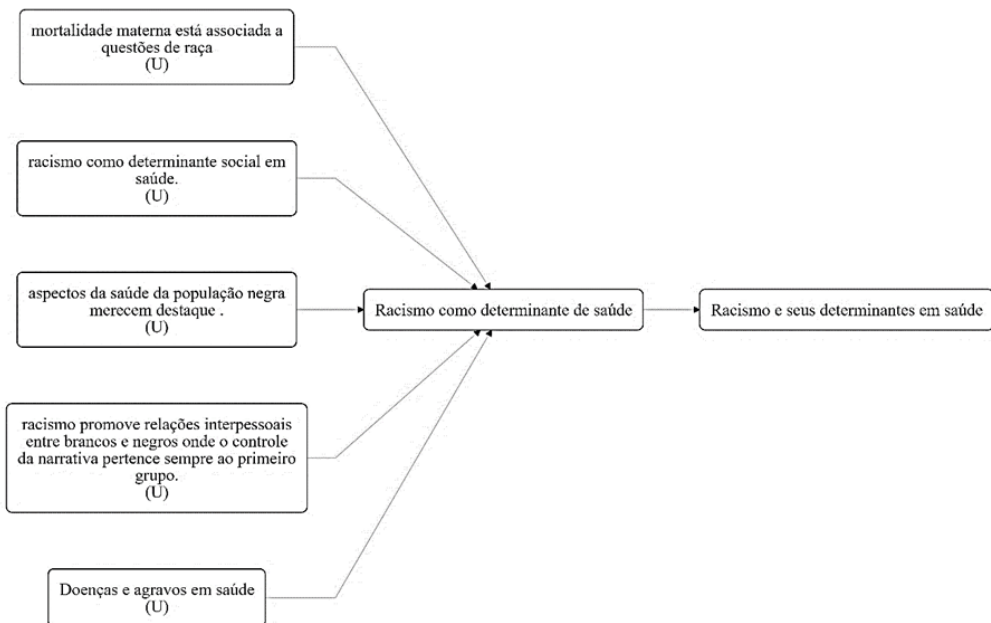 mortalidade materna está associada a
questões de raça
(U)
racismo como determinante social em
saúde.
(U)
aspectos da saúde da população negra
merecem destaque .
(U)
Racismo como determinante de saúde
Racismo e seus determinantes em saúde
racismo promove relações interpessoais
entre brancos e negros onde o controle
da narrativa pertence sempre ao primeiro
grupo.
(U)
Doenças e agravos em saúde
(U)